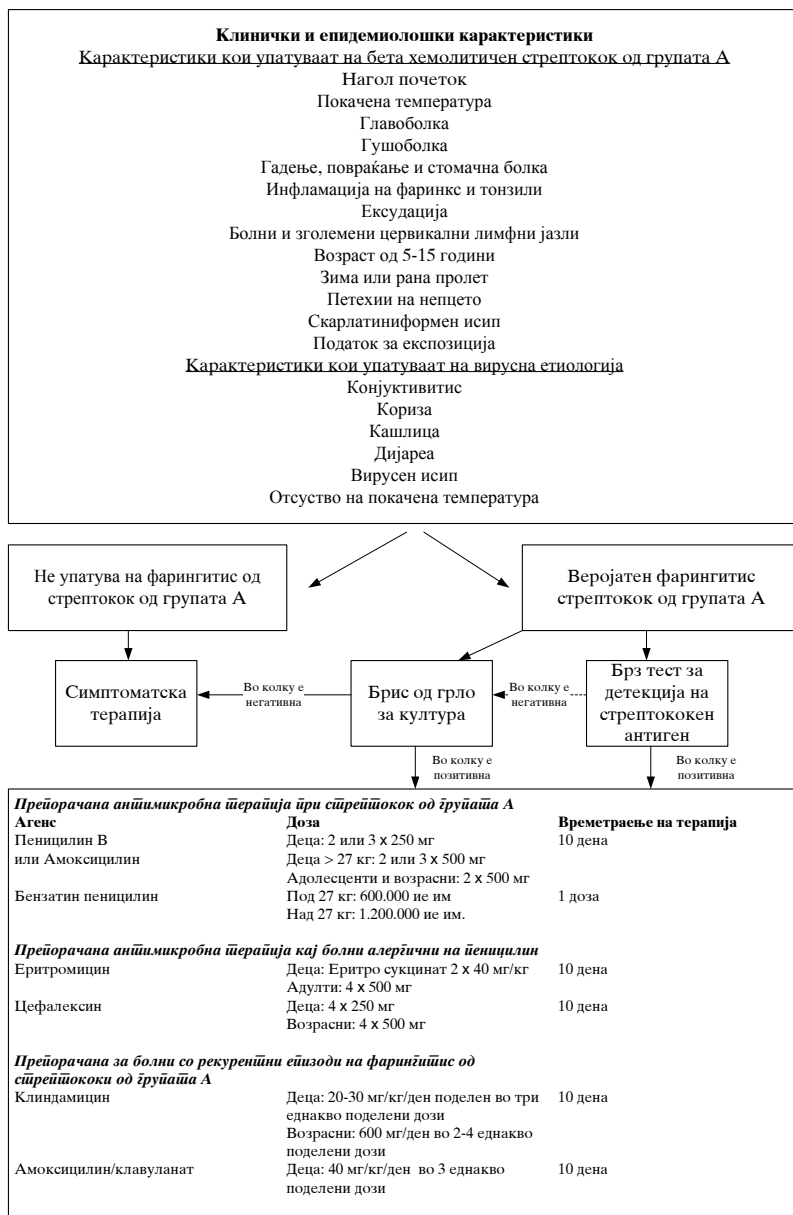 Клинички и епидемиолошки карактеристики
Карактеристики кои упатуваат на бета хемолитичен стрептокок од групата А
Нагол почеток
Покачена температура
Главоболка
Гушоболка
Гадење, повраќање и стомачна болка
Инфламација на фаринкс и тонзили
Ексудација
Болни и зголемени цервикални лимфни јазли
Возраст од 5-15 години
Зима или рана пролет
Петехии на непцето
Скарлатиниформен исип
Податок за експозиција
Карактеристики кои упатуваат на вирусна етиологија
Конјуктивитис
Кориза
Кашлица
Дијареа
Вирусен исип
Отсуство на покачена температура
Не упатува на фарингитис од
стрептокок од групата А
Веројатен фарингитис
стрептокок од групата А
Симптоматска
терапија
Во колку е
негативна
Брис од грло
за култура
Во колку е
негативна
Брз тест за
детекција на
стрептококен
антиген
Во колку е
позитивна
Во колку е
позитивна
Препорачана антимикробна терапија при стрептокок од групата А
Агенс Доза Времетраење на терапија
Пеницилин В Деца: 2 или 3 x 250 мг 10 дена
или Амоксицилин Деца > 27 кг: 2 или 3 x 500 мг
Адолесценти и возрасни: 2 x 500 мг
Бензатин пеницилин Под 27 кг: 600.000 ие им 1 доза
Над 27 кг: 1.200.000 ие им.
Препорачана антимикробна терапија кај болни алергични на пеницилин
Еритромицин Деца: Еритро сукцинат 2 x 40 мг/кг 10 дена
Адулти: 4 x 500 мг
Цефалексин Деца: 4 x 250 мг 10 дена
Возрасни: 4 x 500 мг
Препорачана за болни со рекурентни епизоди на фарингитис од
стрептококи од групата А
Клиндамицин Деца: 20-30 мг/кг/ден поделен во три 10 дена
еднакво поделени дози
Возрасни: 600 мг/ден во 2-4 еднакво
поделени дози
Амоксицилин/клавуланат Деца: 40 мг/кг/ден во 3 еднакво 10 дена
поделени дози